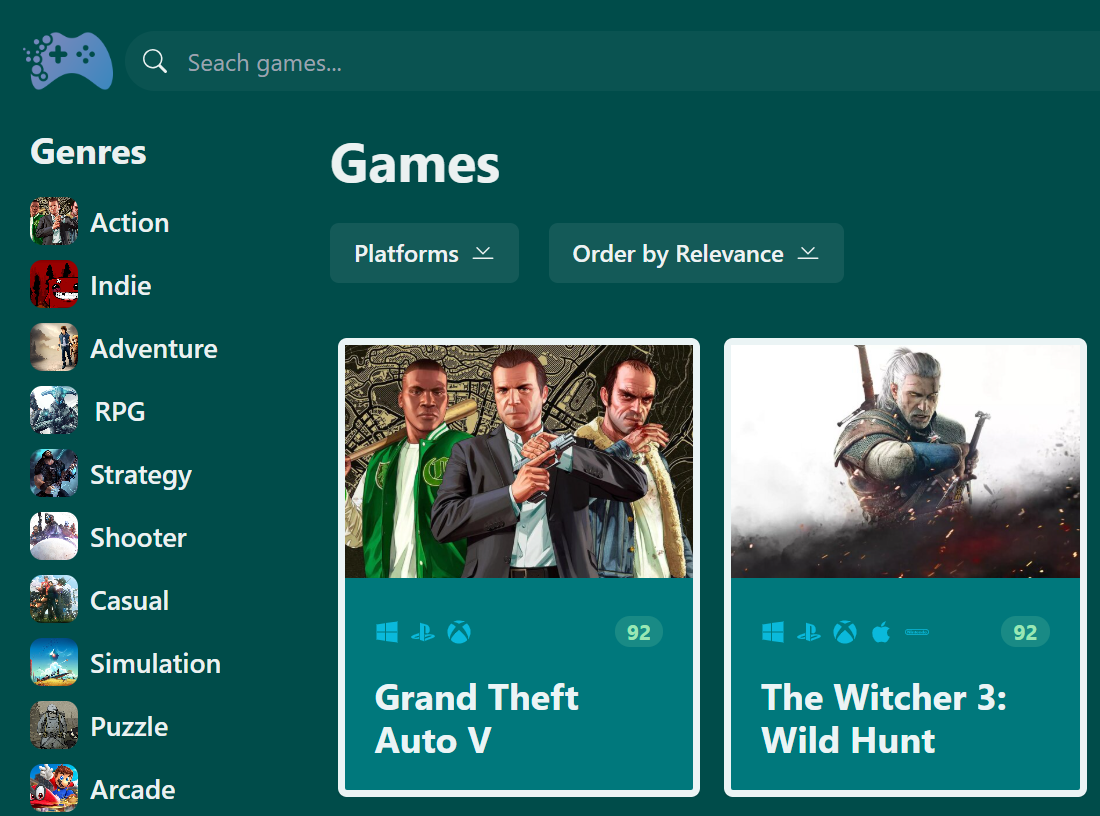 Seach games...
Genres
Action
Indie
Adventure
RPG
Strategy
Shooter
Casual
Simulation
Puzzle
Arcade
Games
Platforms
Order by Relevance
92
Grand Theft
Auto V
92
The Witcher 3:
Wild Hunt